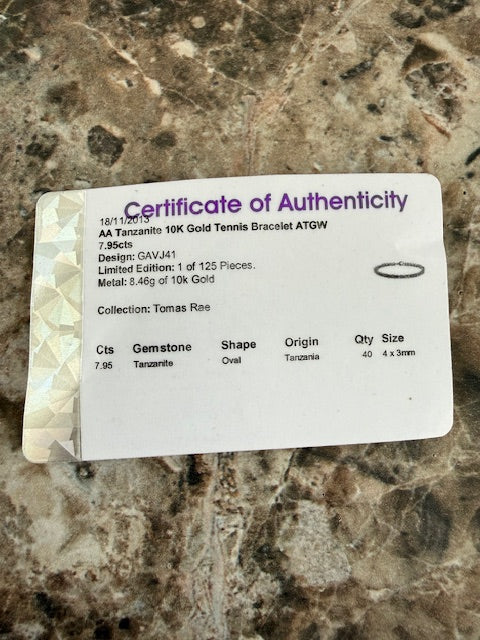 Certificate of Authenticity
18/11/2013
AA Tanzanite 10K Gold Tennis Bracelet ATGW
7.95cts
Design: GAVJ41
Limited Edition: 1 of 125 Pieces.
Metal: 8.46g of 10k Gold
Collection: Tomas Rae
Cts Gemstone Shape Origin Qty Size
7.95 Tanzanite Oval Tanzania 40 4 x 3mm